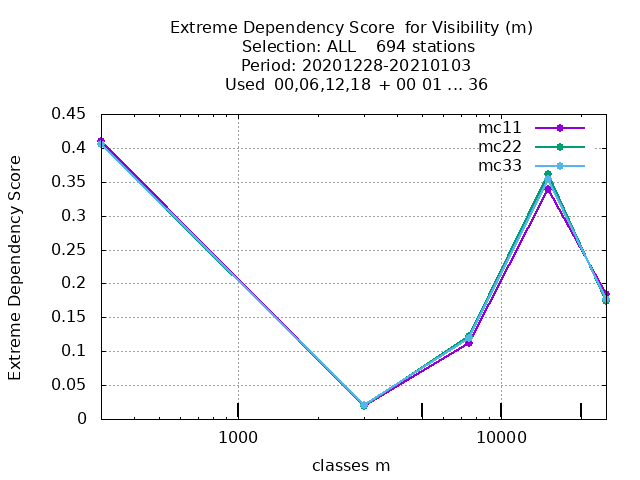 Extreme Dependency Score  for Visibility (m)
Selection: ALL    694 stations
Period: 20201228-20210103
Used  00,06,12,18  + 00 01 ... 36
Extreme Dependency Score
0.45
0.4
0.35
0.3
0.25
0.2
0.15
0.1
0.05
0
mc11
mc22
mc33
1000
10000
classes m